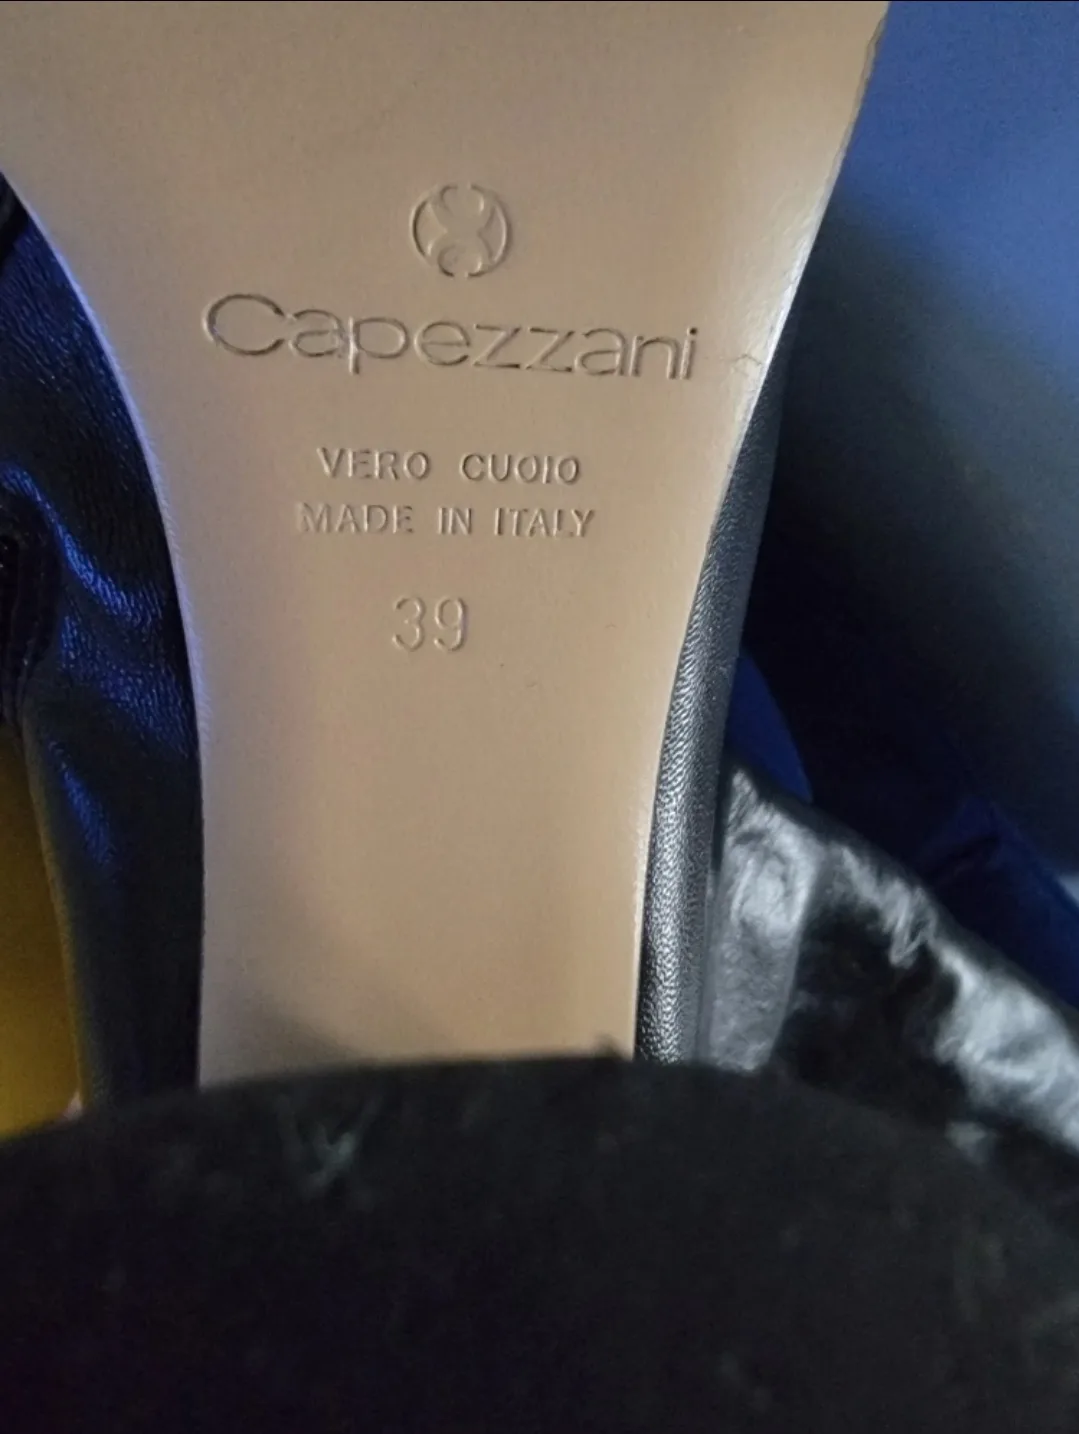 Capezzani
VERO CUOIO
MADE IN ITALY
39